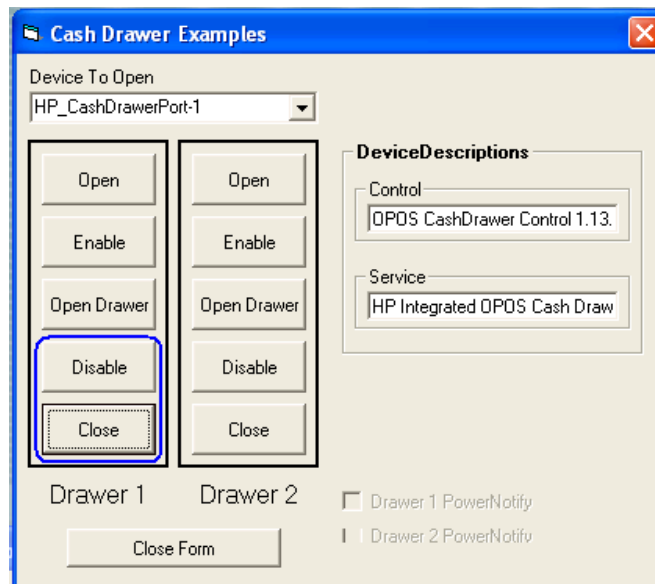 Cash Drawer Examples
Device To Open
HP_CashDrawerPort-1
Open
Enable
Open Drawer
Disable
Close
Drawer 1
Open
Enable
Open Drawer
Disable
Close
Drawer 2
Close Form
DeviceDescriptions
Control
OPOS CashDrawer Control 1.13.
Service
HP Integrated OPOS Cash Draw
Drawer 1 PowerNotify
Drawer 2 PowerNotify